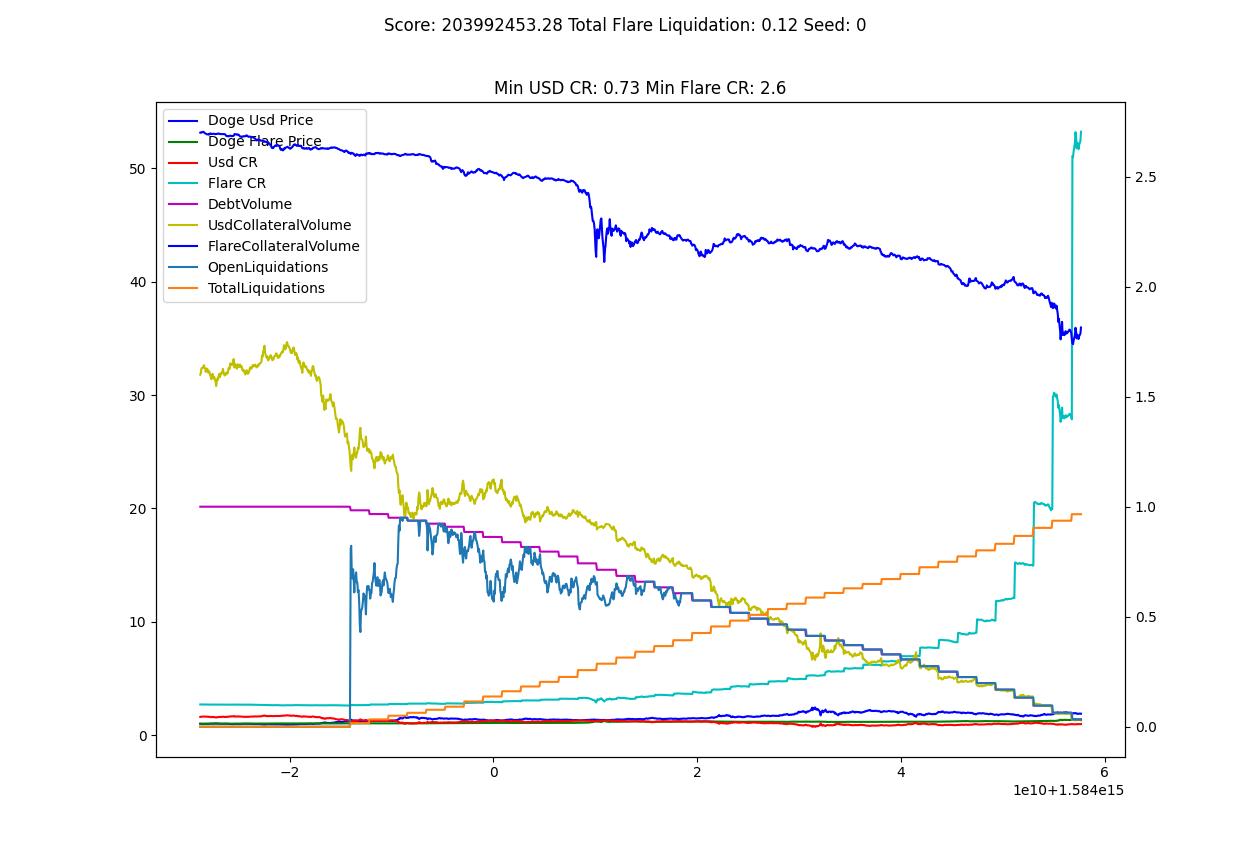 Score: 203992453.28 Total Flare Liquidation: 0.12 Seed: 0
Min USD CR: 0.73 Min Flare CR: 2.6
Doge Usd Price
Doge Flare Price
Usd CR
Flare CR
DebtVolume
UsdCollateralVolume
FlareCollateralVolume
OpenLiquidations
TotalLiquidations
50
40
30
20
10
0
2.5
2.0
1.5
1.0
0.5
0.0
−2
0
2
4
6
1e10+1.584e15